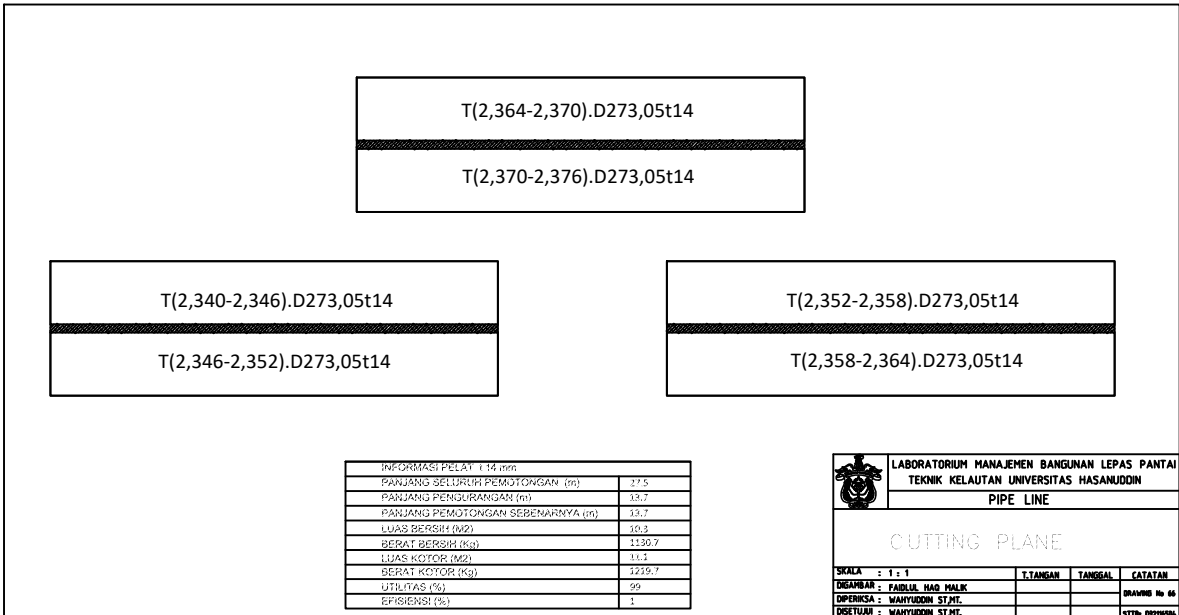 T(2,364-2,370).D273,05t14
T(2,370-2,376).D273,05t14
T(2,340-2,346).D273,05t14
T(2,346-2,352).D273,05t14
T(2,352-2,358).D273,05t14
T(2,358-2,364).D273,05t14
INFORMASI PELAT t 14 mm
PANJANG SELURUH PEMOTONGAN (m) 27.5
PANJANG PENGURANGAN (m) 13.7
PANJANG PEMOTONGAN SEBENARNYA (m) 13.7
LUAS BERSIH (M2) 10.3
BERAT BERSIH (Kg) 1130.7
LUAS KOTOR (M2) 11.1
BERAT KOTOR (Kg) 1219.7
UTILITAS (%) 99
EFISIENSI (%) 1
LABORATORIUM MANAJEMEN BANGUNAN LEPAS PANTAI
TEKNIK KELAUTAN UNIVERSITAS HASANUDDIN
PIPE LINE
CUTTING PLANE
SKALA : 1 : 1 T.TANGAN TANGGAL CATATAN
DIGAMBAR : FAIDLUL HAQ MALIK DRAWING No 66
DIPERIKSA : WAHYUDDIN ST,MT.
DISETUJUI : WAHYUDDIN ST,MT.